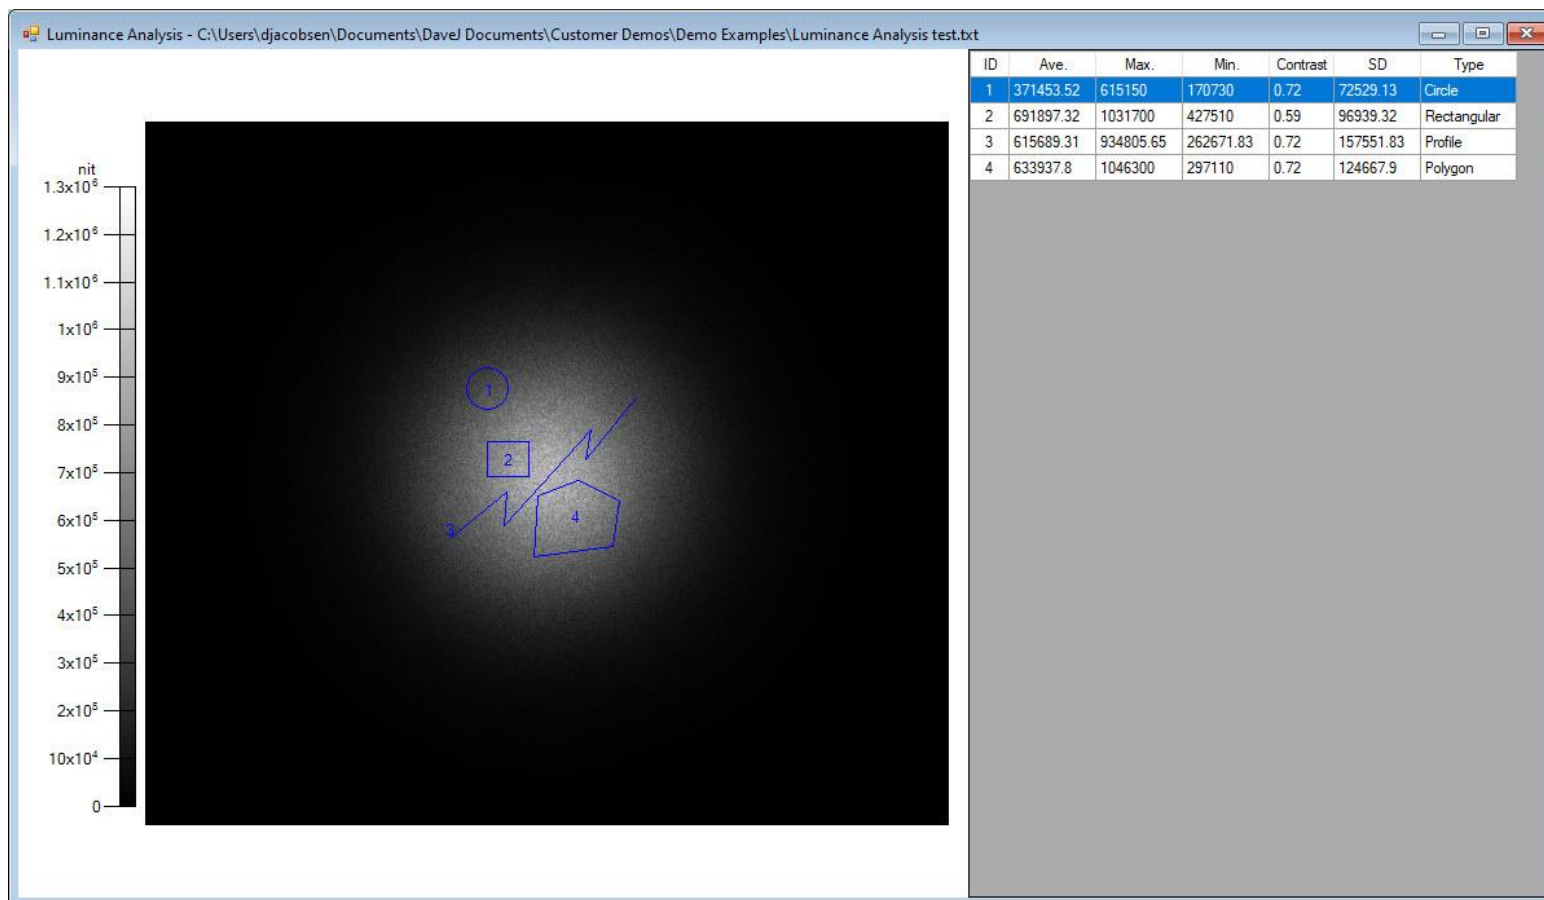 Luminance Analysis - C:\Users\djacobsen\Documents\DaveJ Documents\Customer Demos\Demo Examples\Luminance Analysis test.txt
nit
1.3x10⁶
1.2x10⁶
1.1x10⁶
1x10⁶
9x10⁵
8x10⁵
7x10⁵
6x10⁵
5x10⁵
4x10⁵
3x10⁵
2x10⁵
10x10⁴
0
1
2
3
4
ID Ave. Max. Min. Contrast SD Type
1 371453.52 615150 170730 0.72 72529.13 Circle
2 691897.32 1031700 427510 0.59 96939.32 Rectangular
3 615689.31 934805.65 262671.83 0.72 157551.83 Profile
4 633937.8 1046300 297110 0.72 124667.9 Polygon